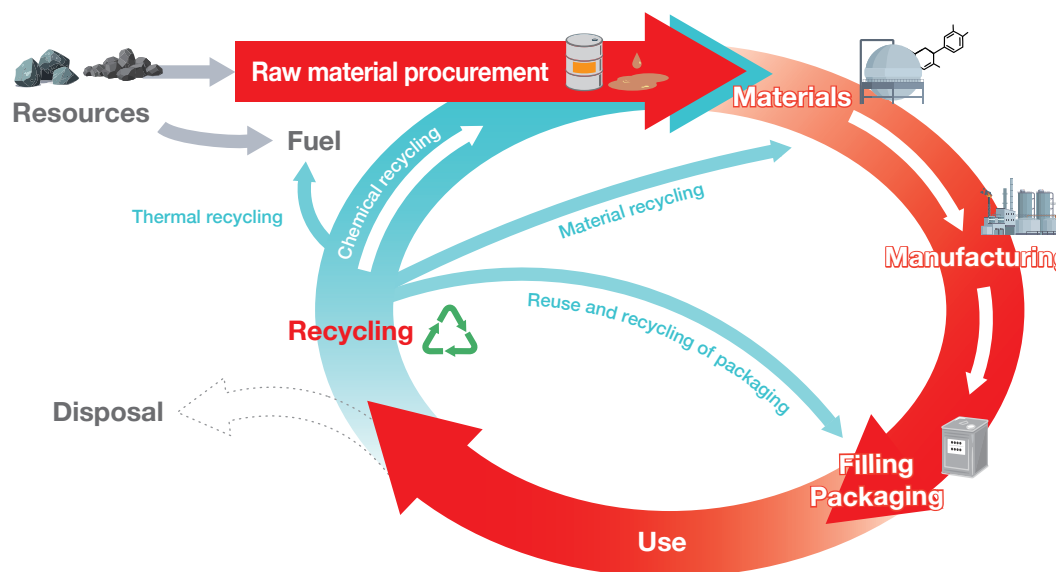 Resources
Raw material procurement
Materials
Fuel
Chemical recycling
Thermal recycling
Material recycling
Manufacturing
Reuse and recycling of packaging
Recycling
Disposal
Filling
Packaging
Use